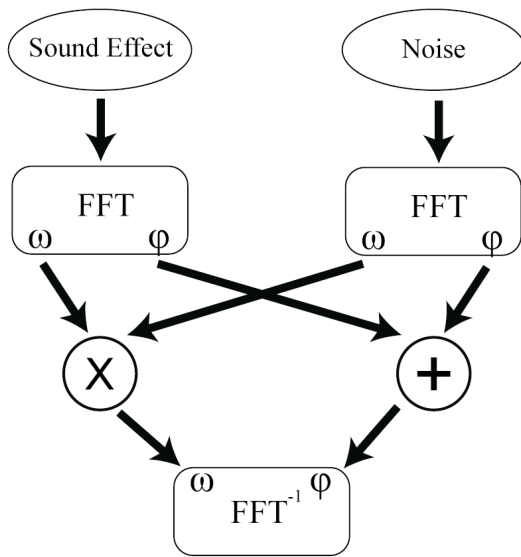 Sound Effect
Noise
FFT
ω φ
FFT
ω φ
X
+
ω φ
FFT⁻¹